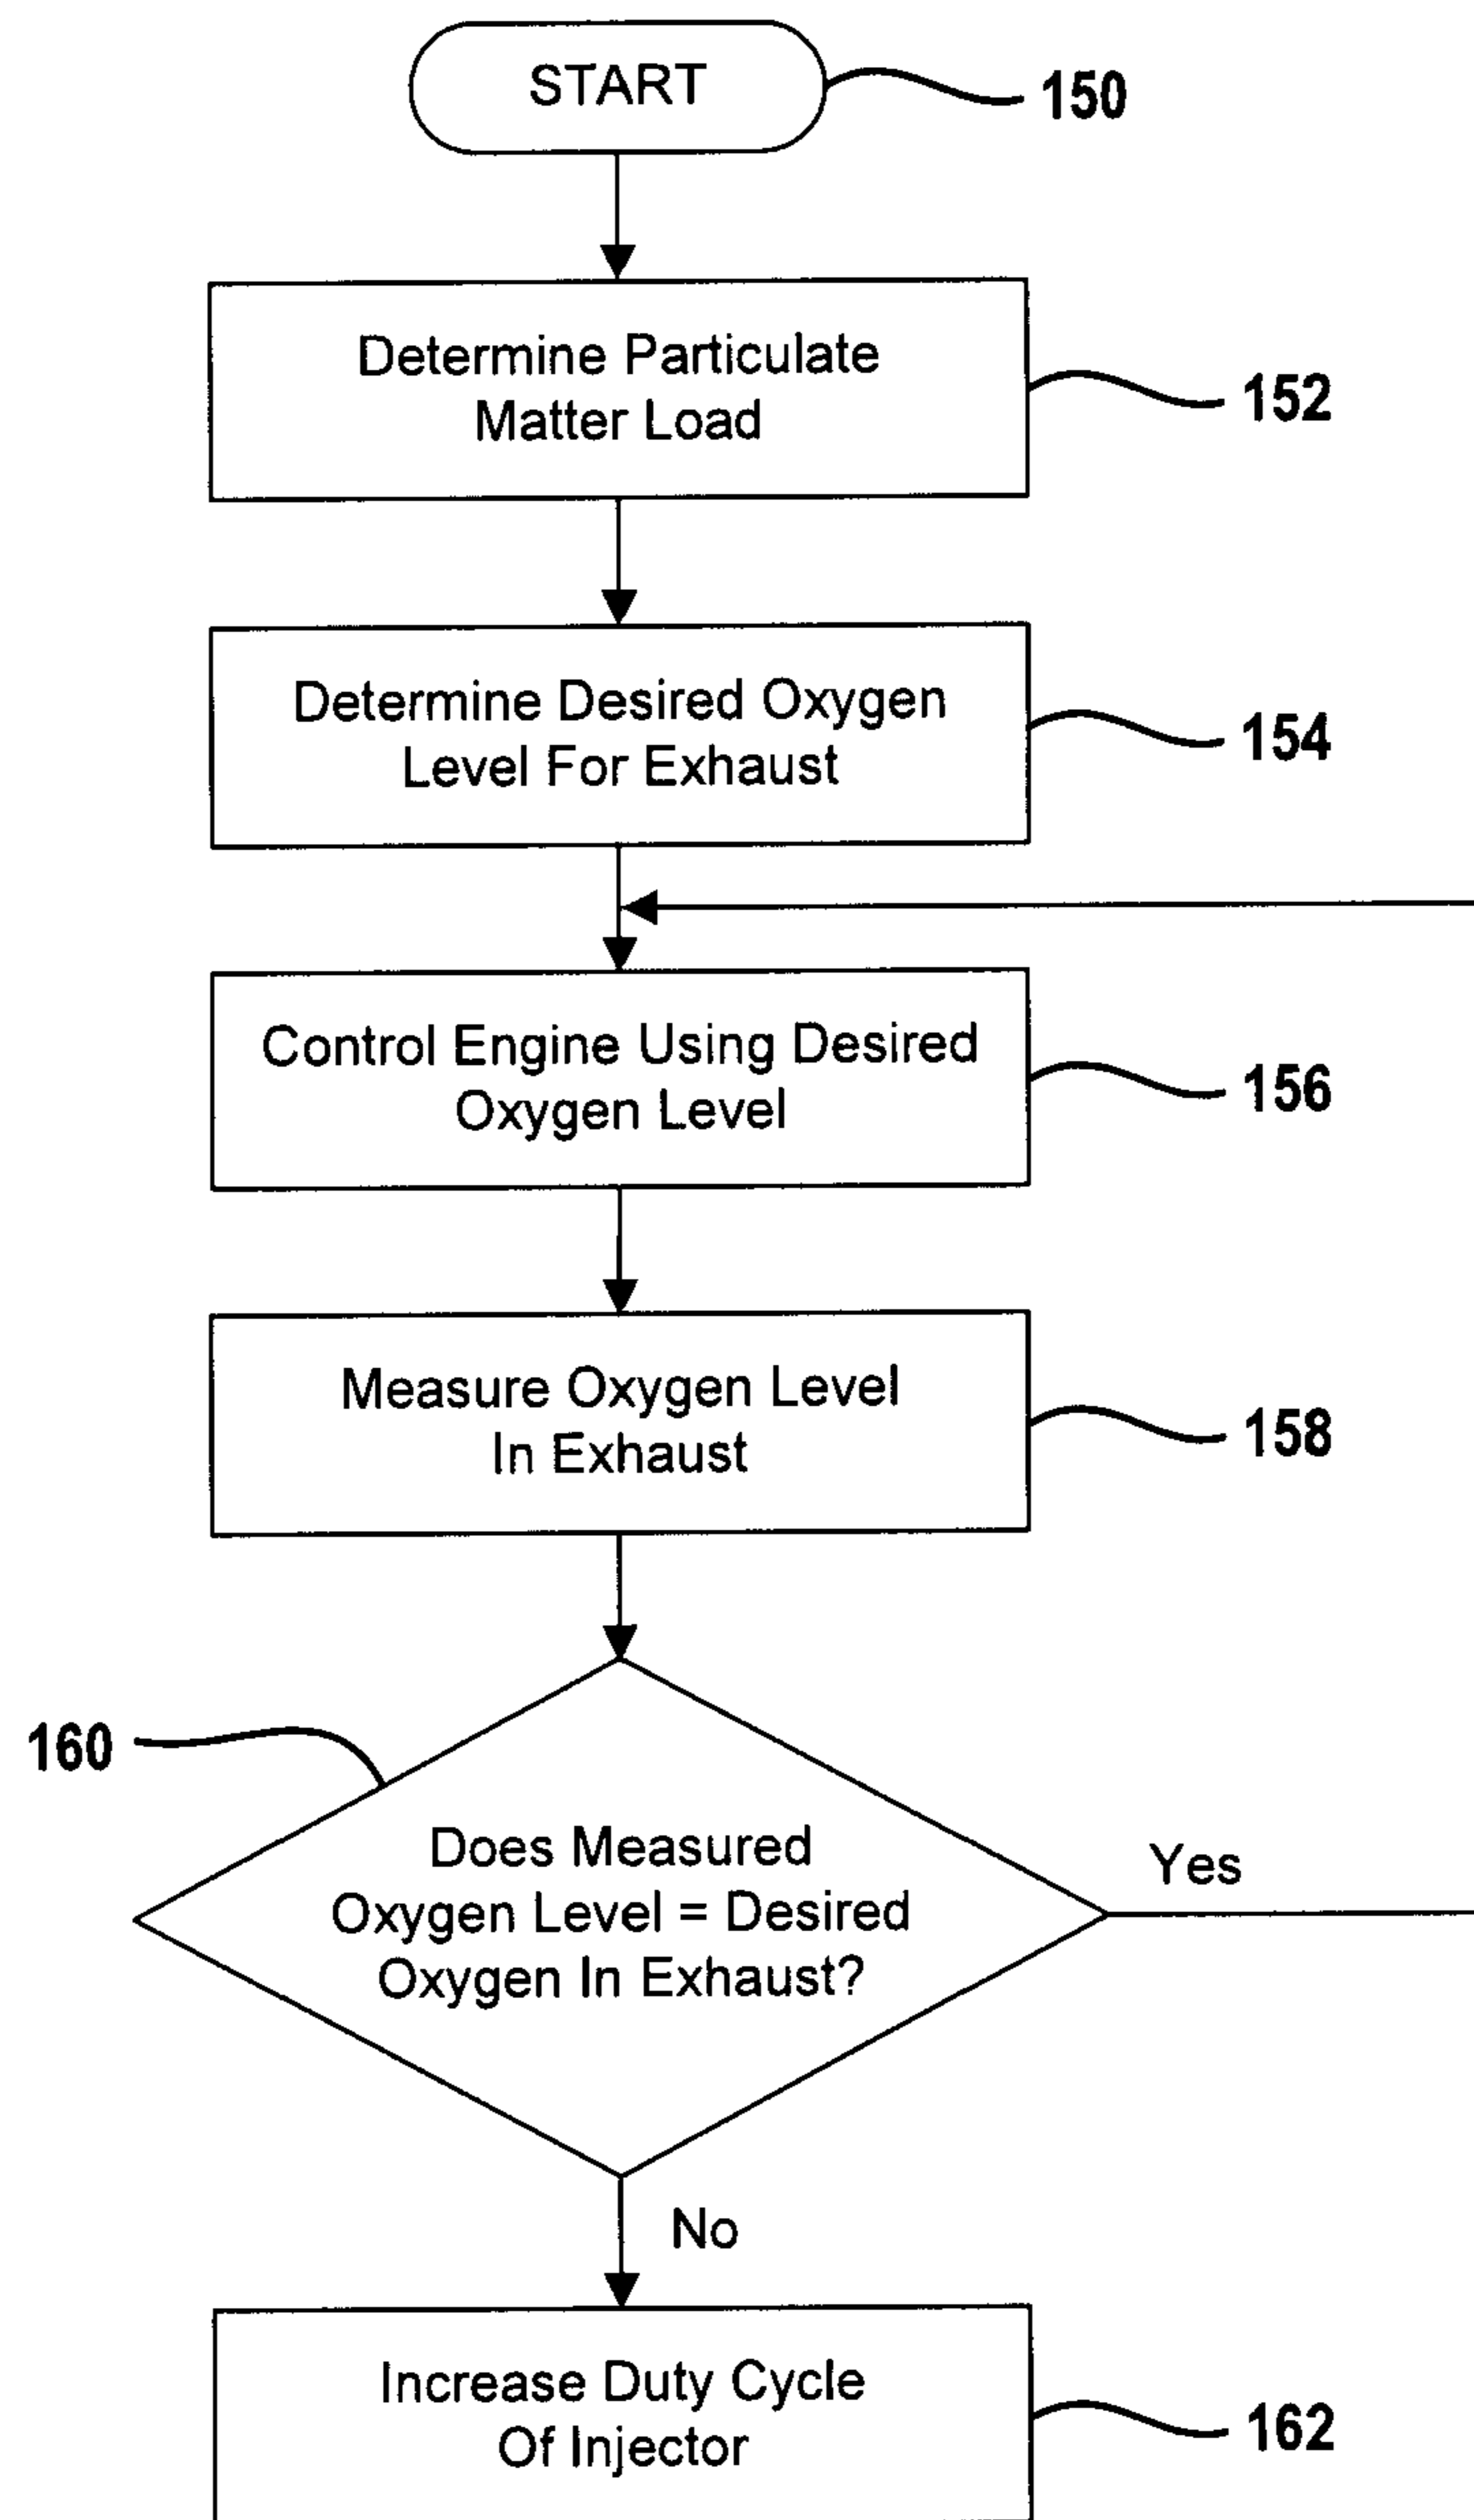 START
150
Determine Particulate
Matter Load
152
Determine Desired Oxygen
Level For Exhaust
154
Control Engine Using Desired
Oxygen Level
156
Measure Oxygen Level
In Exhaust
158
160
Does Measured
Oxygen Level = Desired
Oxygen In Exhaust?
Yes
No
Increase Duty Cycle
Of Injector
162